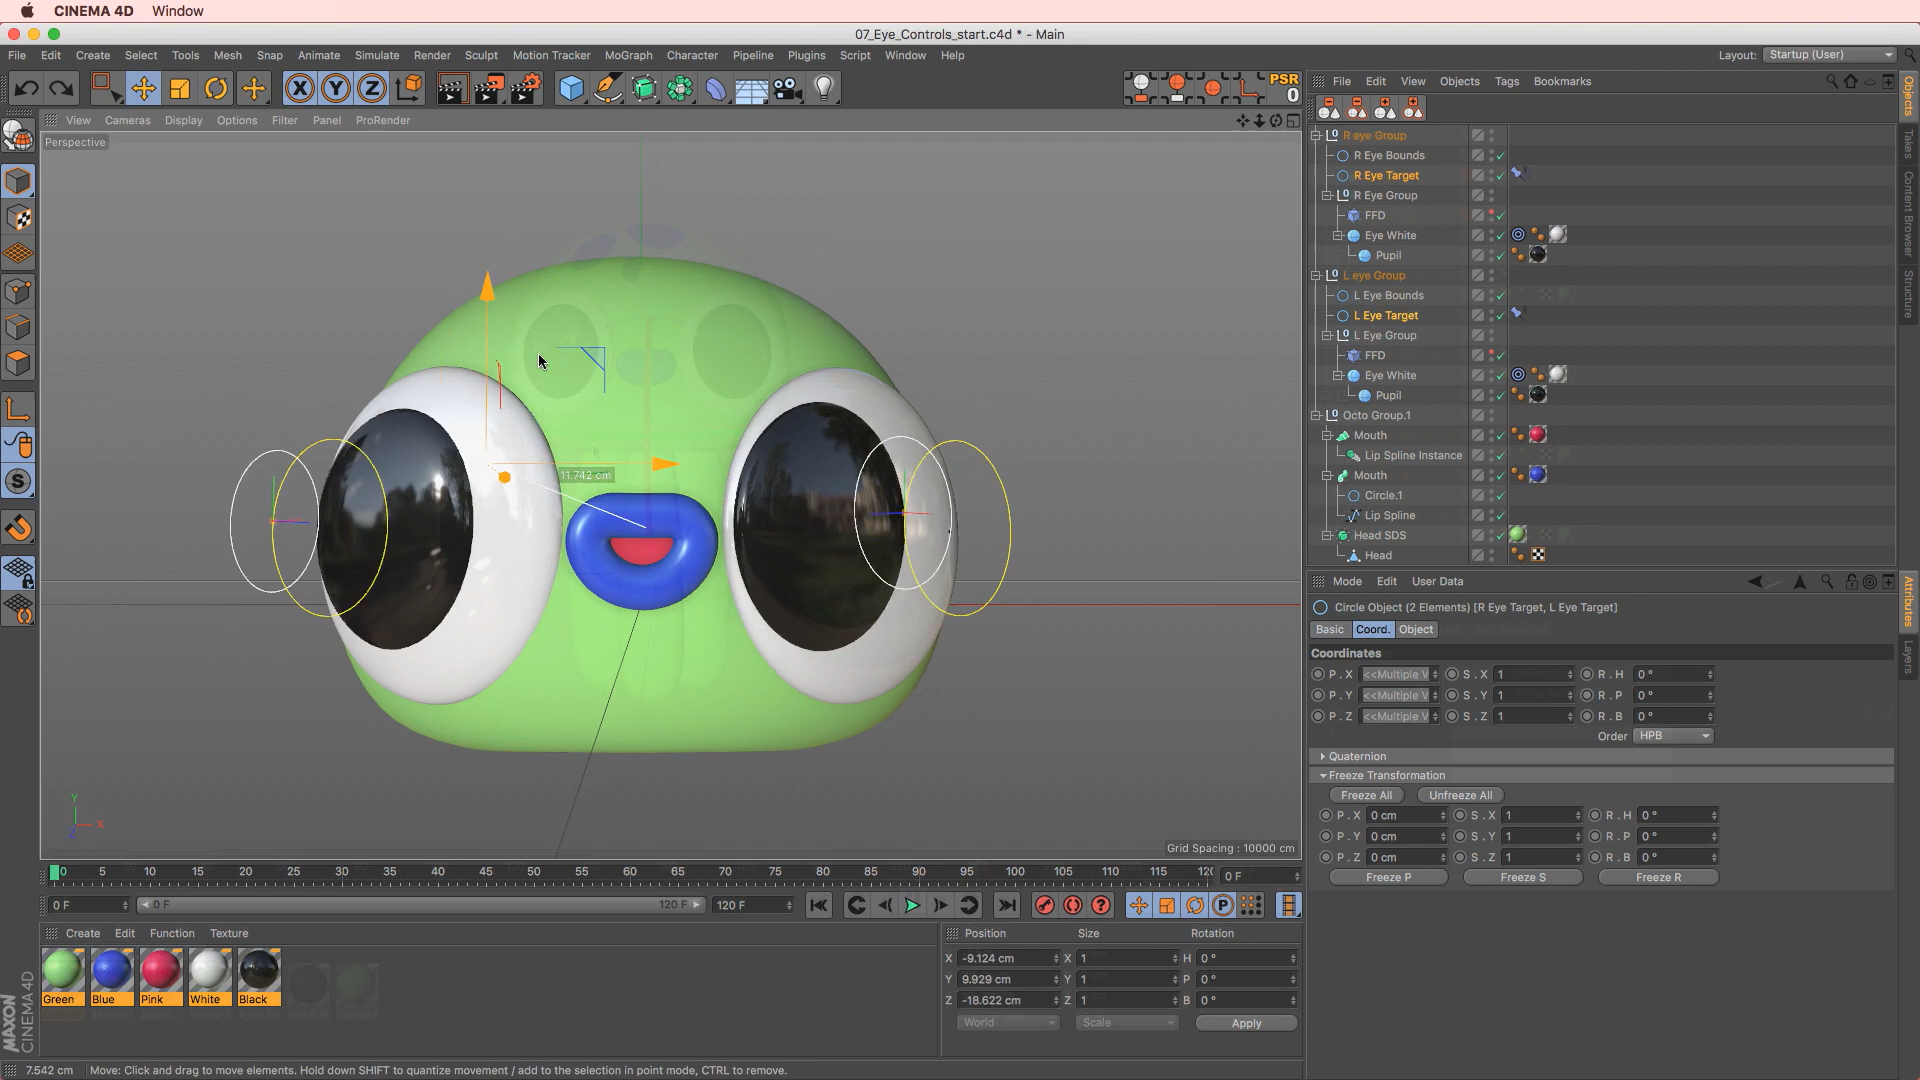 CINEMA 4D Window
07_Eye_Controls_start.c4d * - Main
File Edit Create Select Tools Mesh Snap Animate Simulate Render Sculpt Motion Tracker MoGraph Character Pipeline Plugins Script Window Help
Layout: Startup (User)
X Y Z
PSR
0
File Edit View Objects Tags Bookmarks
View Cameras Display Options Filter Panel ProRender
Perspective
R eye Group
R Eye Bounds
R Eye Target
R Eye Group
FFD
Eye White
Pupil
L eye Group
L Eye Bounds
L Eye Target
L Eye Group
FFD
Eye White
Pupil
Octo Group.1
Mouth
Lip Spline Instance
Mouth
Circle.1
Lip Spline
Head SDS
Head
Objects
Takes
Content Browser
Structure
11.742 cm
Y
X
Z
Grid Spacing : 10000 cm
Mode Edit User Data
Circle Object (2 Elements) [R Eye Target, L Eye Target]
Basic Coord. Object
Coordinates
P . X <<Multiple V S . X 1 R . H 0 °
P . Y <<Multiple V S . Y 1 R . P 0 °
P . Z <<Multiple V S . Z 1 R . B 0 °
Order HPB
Quaternion
Freeze Transformation
Freeze All Unfreeze All
P . X 0 cm S . X 1 R . H 0 °
P . Y 0 cm S . Y 1 R . P 0 °
P . Z 0 cm S . Z 1 R . B 0 °
Freeze P Freeze S Freeze R
Attributes
Layers
0 5 10 15 20 25 30 35 40 45 50 55 60 65 70 75 80 85 90 95 100 105 110 115 120 0 F
0 F 0 F 120 F 120 F
Create Edit Function Texture
Green Blue Pink White Black
Position Size Rotation
X -9.124 cm X 1 H 0 °
Y 9.929 cm Y 1 P 0 °
Z -18.622 cm Z 1 B 0 °
World Scale Apply
MAXON
CINEMA 4D
7.542 cm Move: Click and drag to move elements. Hold down SHIFT to quantize movement / add to the selection in point mode, CTRL to remove.